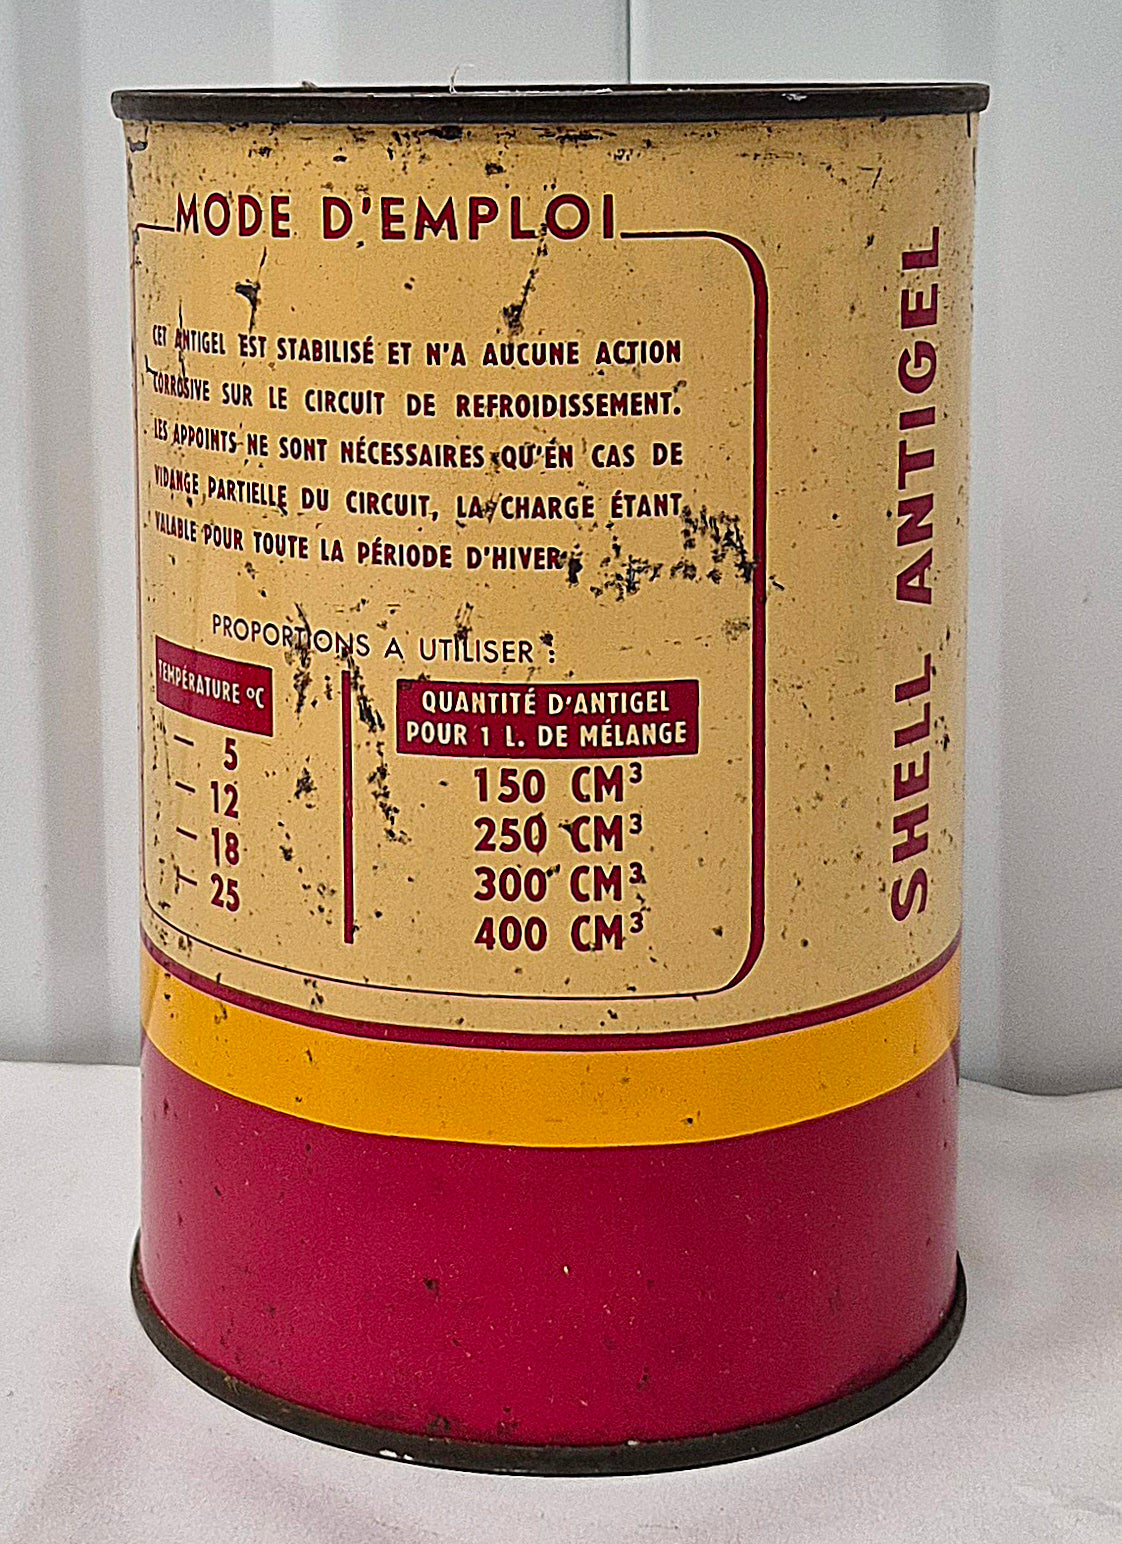 MODE D'EMPLOI
CET ANTIGEL EST STABILISÉ ET N'A AUCUNE ACTION
CORROSIVE SUR LE CIRCUIT DE REFROIDISSEMENT.
LES APPOINTS NE SONT NÉCESSAIRES QU'EN CAS DE
VIDANGE PARTIELLE DU CIRCUIT, LA CHARGE ÉTANT
VALABLE POUR TOUTE LA PÉRIODE D'HIVER.
PROPORTIONS A UTILISER :
TEMPÉRATURE °C
QUANTITÉ D'ANTIGEL
POUR 1 L. DE MÉLANGE
— 5 150 CM³
— 12 250 CM³
— 18 300 CM³
— 25 400 CM³
SHELL ANTIGEL